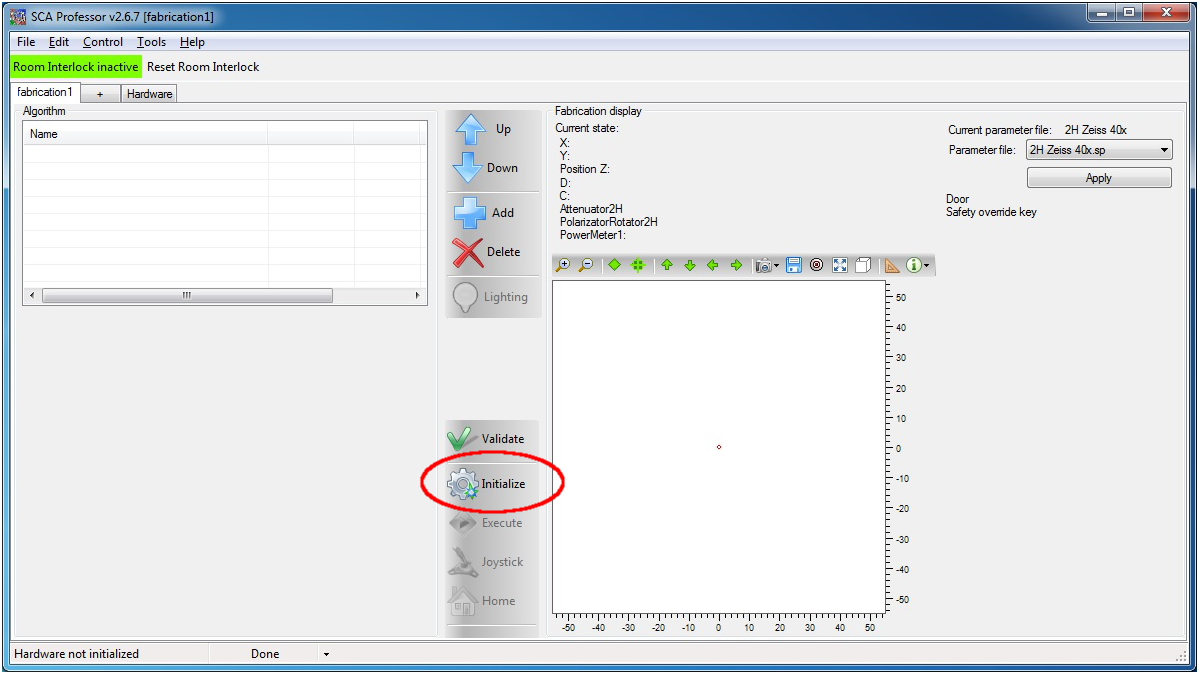 SCA Professor v2.6.7 [fabrication1]
File Edit Control Tools Help
Room Interlock inactive Reset Room Interlock
fabrication1 + Hardware
Algorithm
Name
Up
Down
Add
Delete
Lighting
Validate
Initialize
Execute
Joystick
Home
Fabrication display
Current state:
X:
Y:
Position Z:
D:
C:
Attenuator2H
PolarizatorRotator2H
PowerMeter1:
Current parameter file: 2H Zeiss 40x
Parameter file: 2H Zeiss 40x.sp
Apply
Door
Safety override key
50
40
30
20
10
0
-10
-20
-30
-40
-50
-50 -40 -30 -20 -10 0 10 20 30 40 50
Hardware not initialized Done